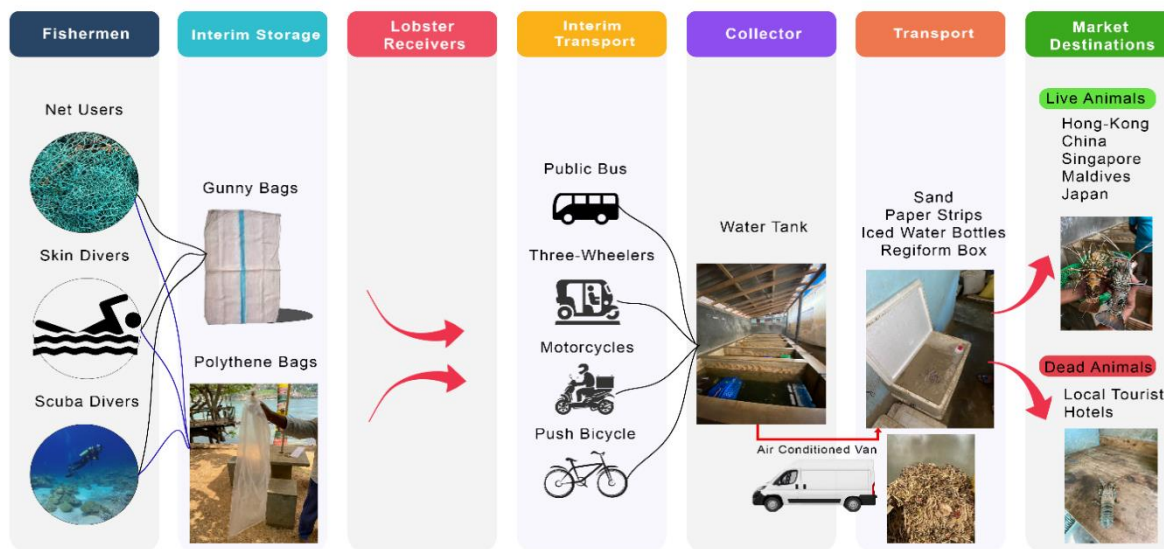 Fishermen
Net Users
Skin Divers
Scuba Divers
Interim Storage
Gunny Bags
Polythene Bags
Lobster
Receivers
Interim
Transport
Public Bus
Three-Wheelers
Motorcycles
Push Bicycle
Collector
Water Tank
Air Conditioned Van
Transport
Sand
Paper Strips
Iced Water Bottles
Regiform Box
Market
Destinations
Live Animals
Hong-Kong
China
Singapore
Maldives
Japan
Dead Animals
Local Tourist
Hotels